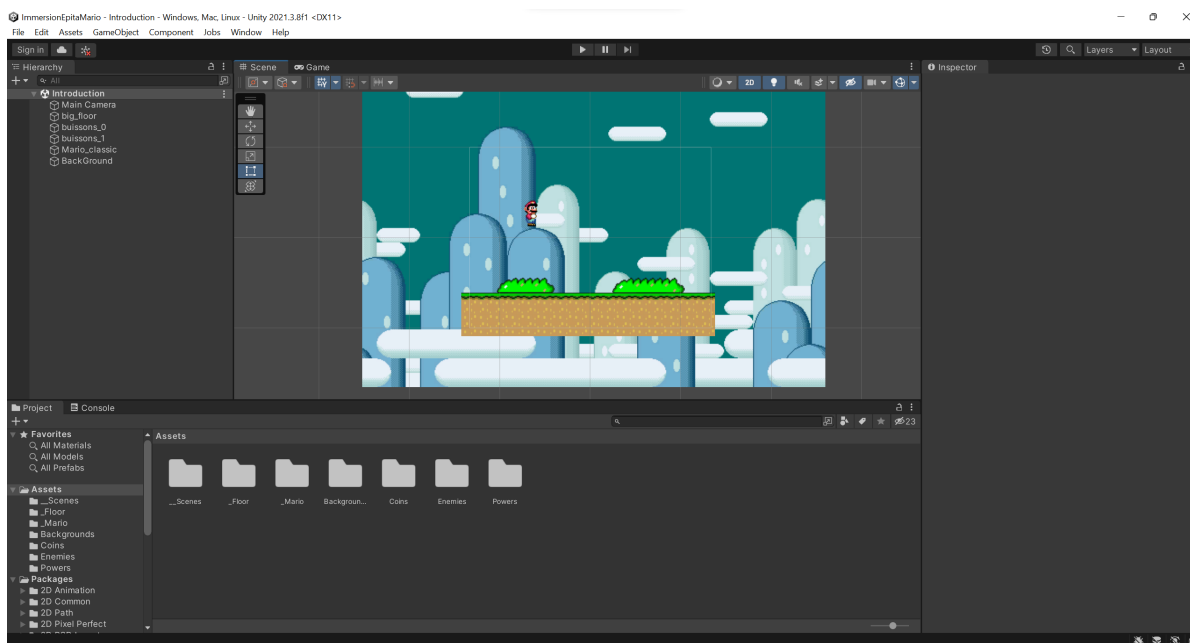 ImmersionEpitaMario - Introduction - Windows, Mac, Linux - Unity 2021.3.8f1 <DX11>
File Edit Assets GameObject Component Jobs Window Help
Sign in
Layers
Layout
Hierarchy
All
Introduction
Main Camera
big_floor
buissons_0
buissons_1
Mario_classic
BackGround
Scene
Game
2D
Inspector
Project
Console
23
Favorites
All Materials
All Models
All Prefabs
Assets
__Scenes
_Floor
_Mario
Backgrounds
Coins
Enemies
Powers
Packages
2D Animation
2D Common
2D Path
2D Pixel Perfect
Assets
__Scenes _Floor _Mario Backgroun... Coins Enemies Powers